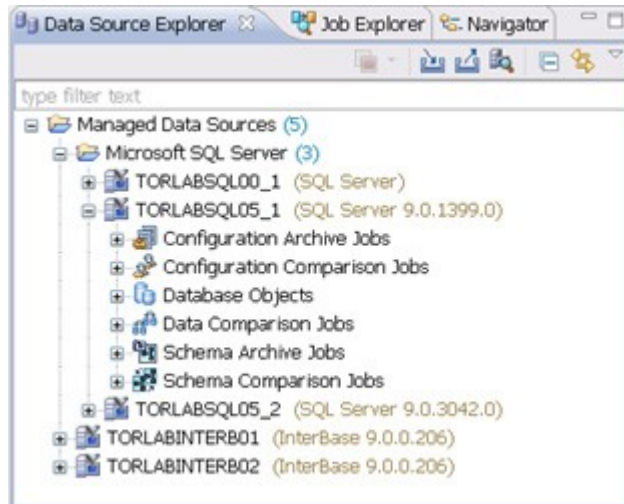 Data Source Explorer Job Explorer Navigator
type filter text
Managed Data Sources (5)
Microsoft SQL Server (3)
TORLABSQL00_1 (SQL Server)
TORLABSQL05_1 (SQL Server 9.0.1399.0)
Configuration Archive Jobs
Configuration Comparison Jobs
Database Objects
Data Comparison Jobs
Schema Archive Jobs
Schema Comparison Jobs
TORLABSQL05_2 (SQL Server 9.0.3042.0)
TORLABINTERB01 (InterBase 9.0.0.206)
TORLABINTERB02 (InterBase 9.0.0.206)